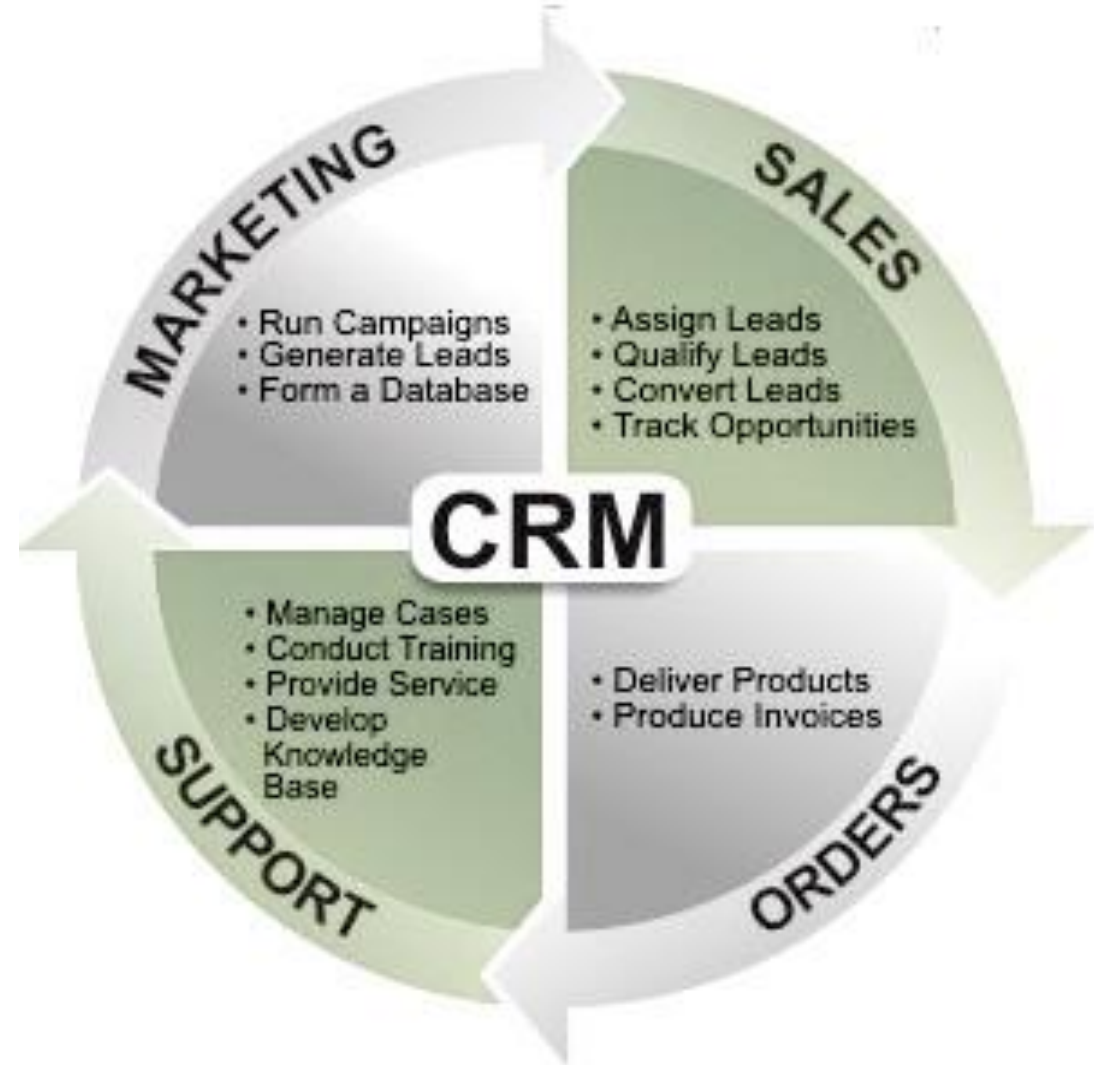 MARKETING
• Run Campaigns
• Generate Leads
• Form a Database
SALES
• Assign Leads
• Qualify Leads
• Convert Leads
• Track Opportunities
CRM
SUPPORT
• Manage Cases
• Conduct Training
• Provide Service
• Develop
Knowledge
Base
ORDERS
• Deliver Products
• Produce Invoices